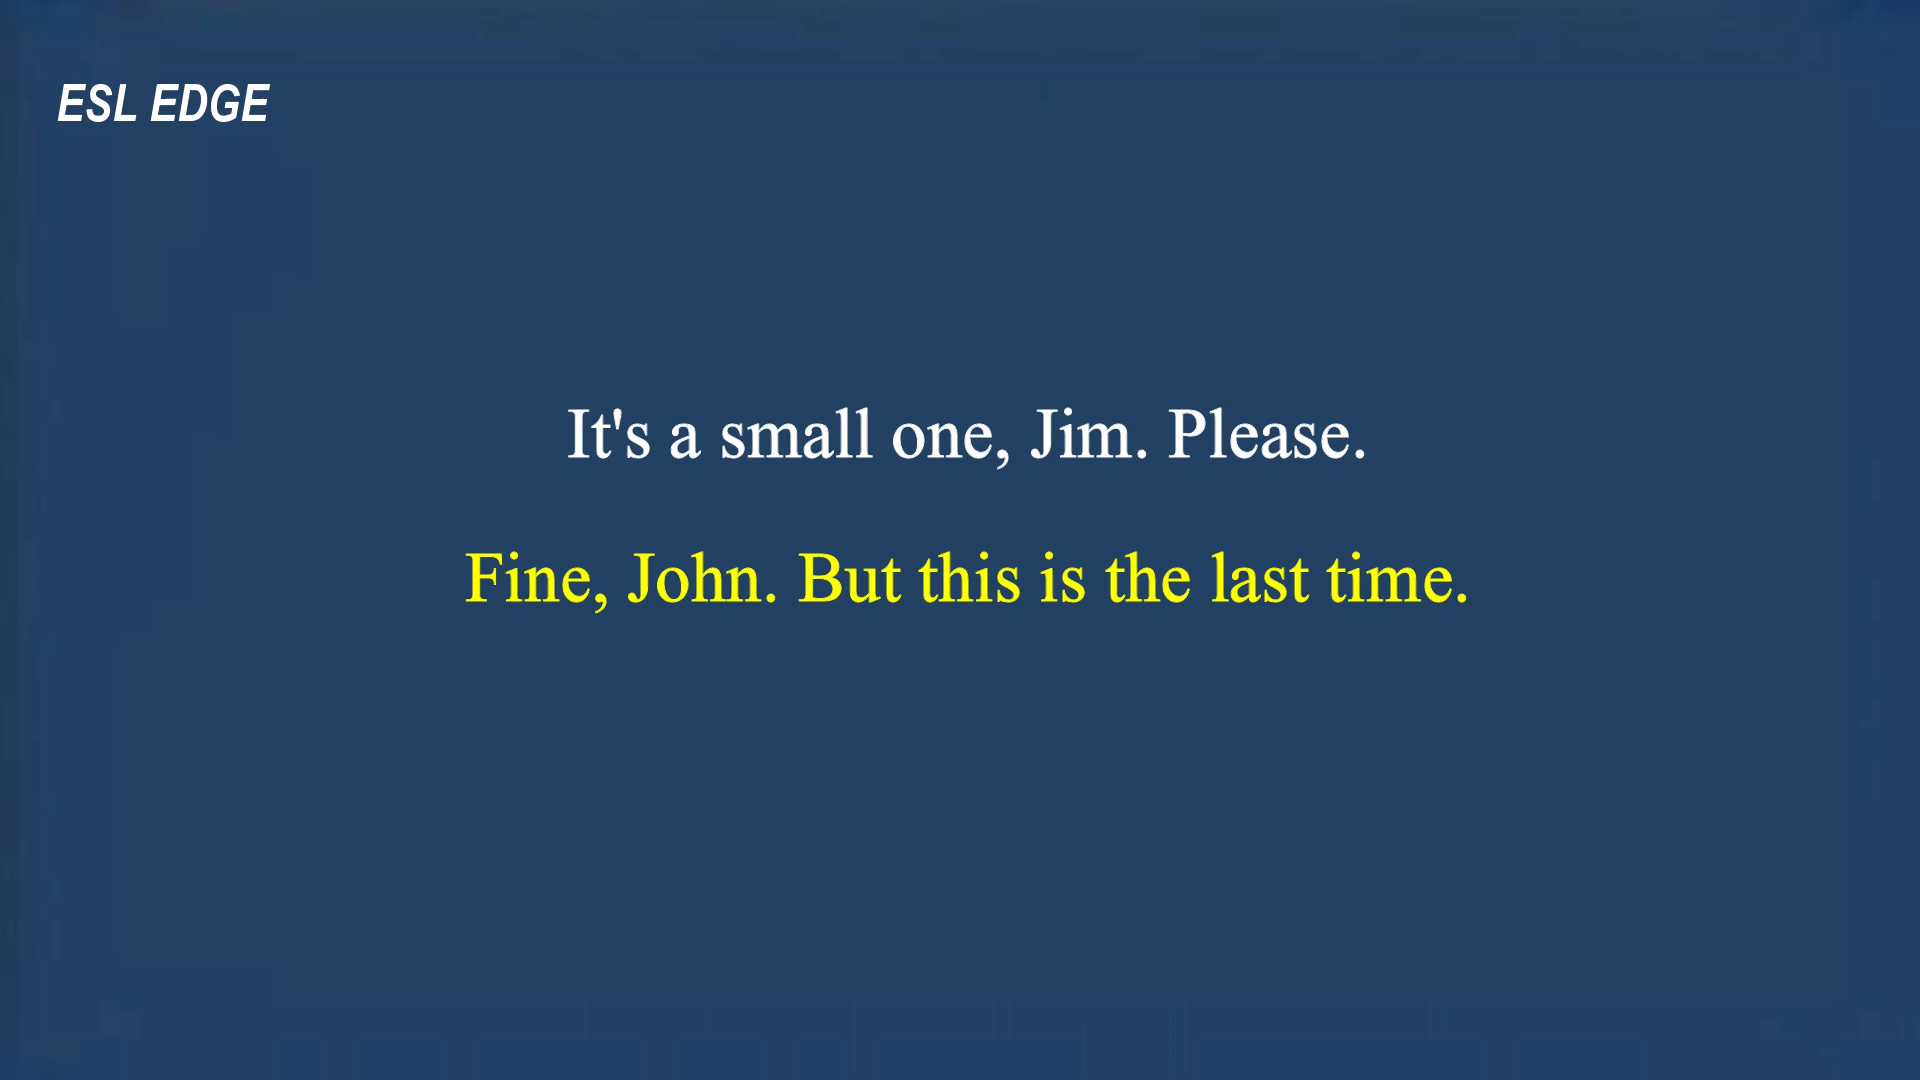 ESL EDGE
It's a small one, Jim. Please.
Fine, John. But this is the last time.